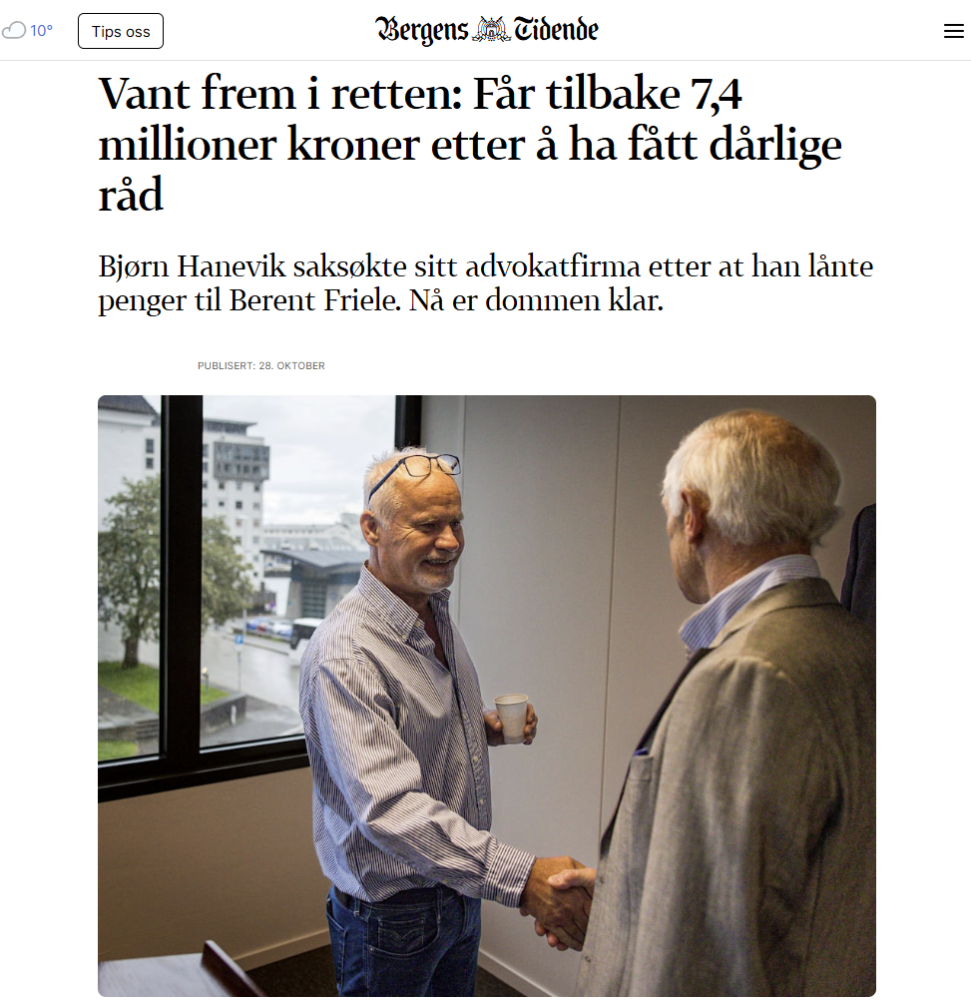 10°
Tips oss
Bergens Tidende
Vant frem i retten: Får tilbake 7,4
millioner kroner etter å ha fått dårlige
råd
Bjørn Hanevik saksøkte sitt advokatfirma etter at han lånte
penger til Berent Friele. Nå er dommen klar.
PUBLISERT: 28. OKTOBER